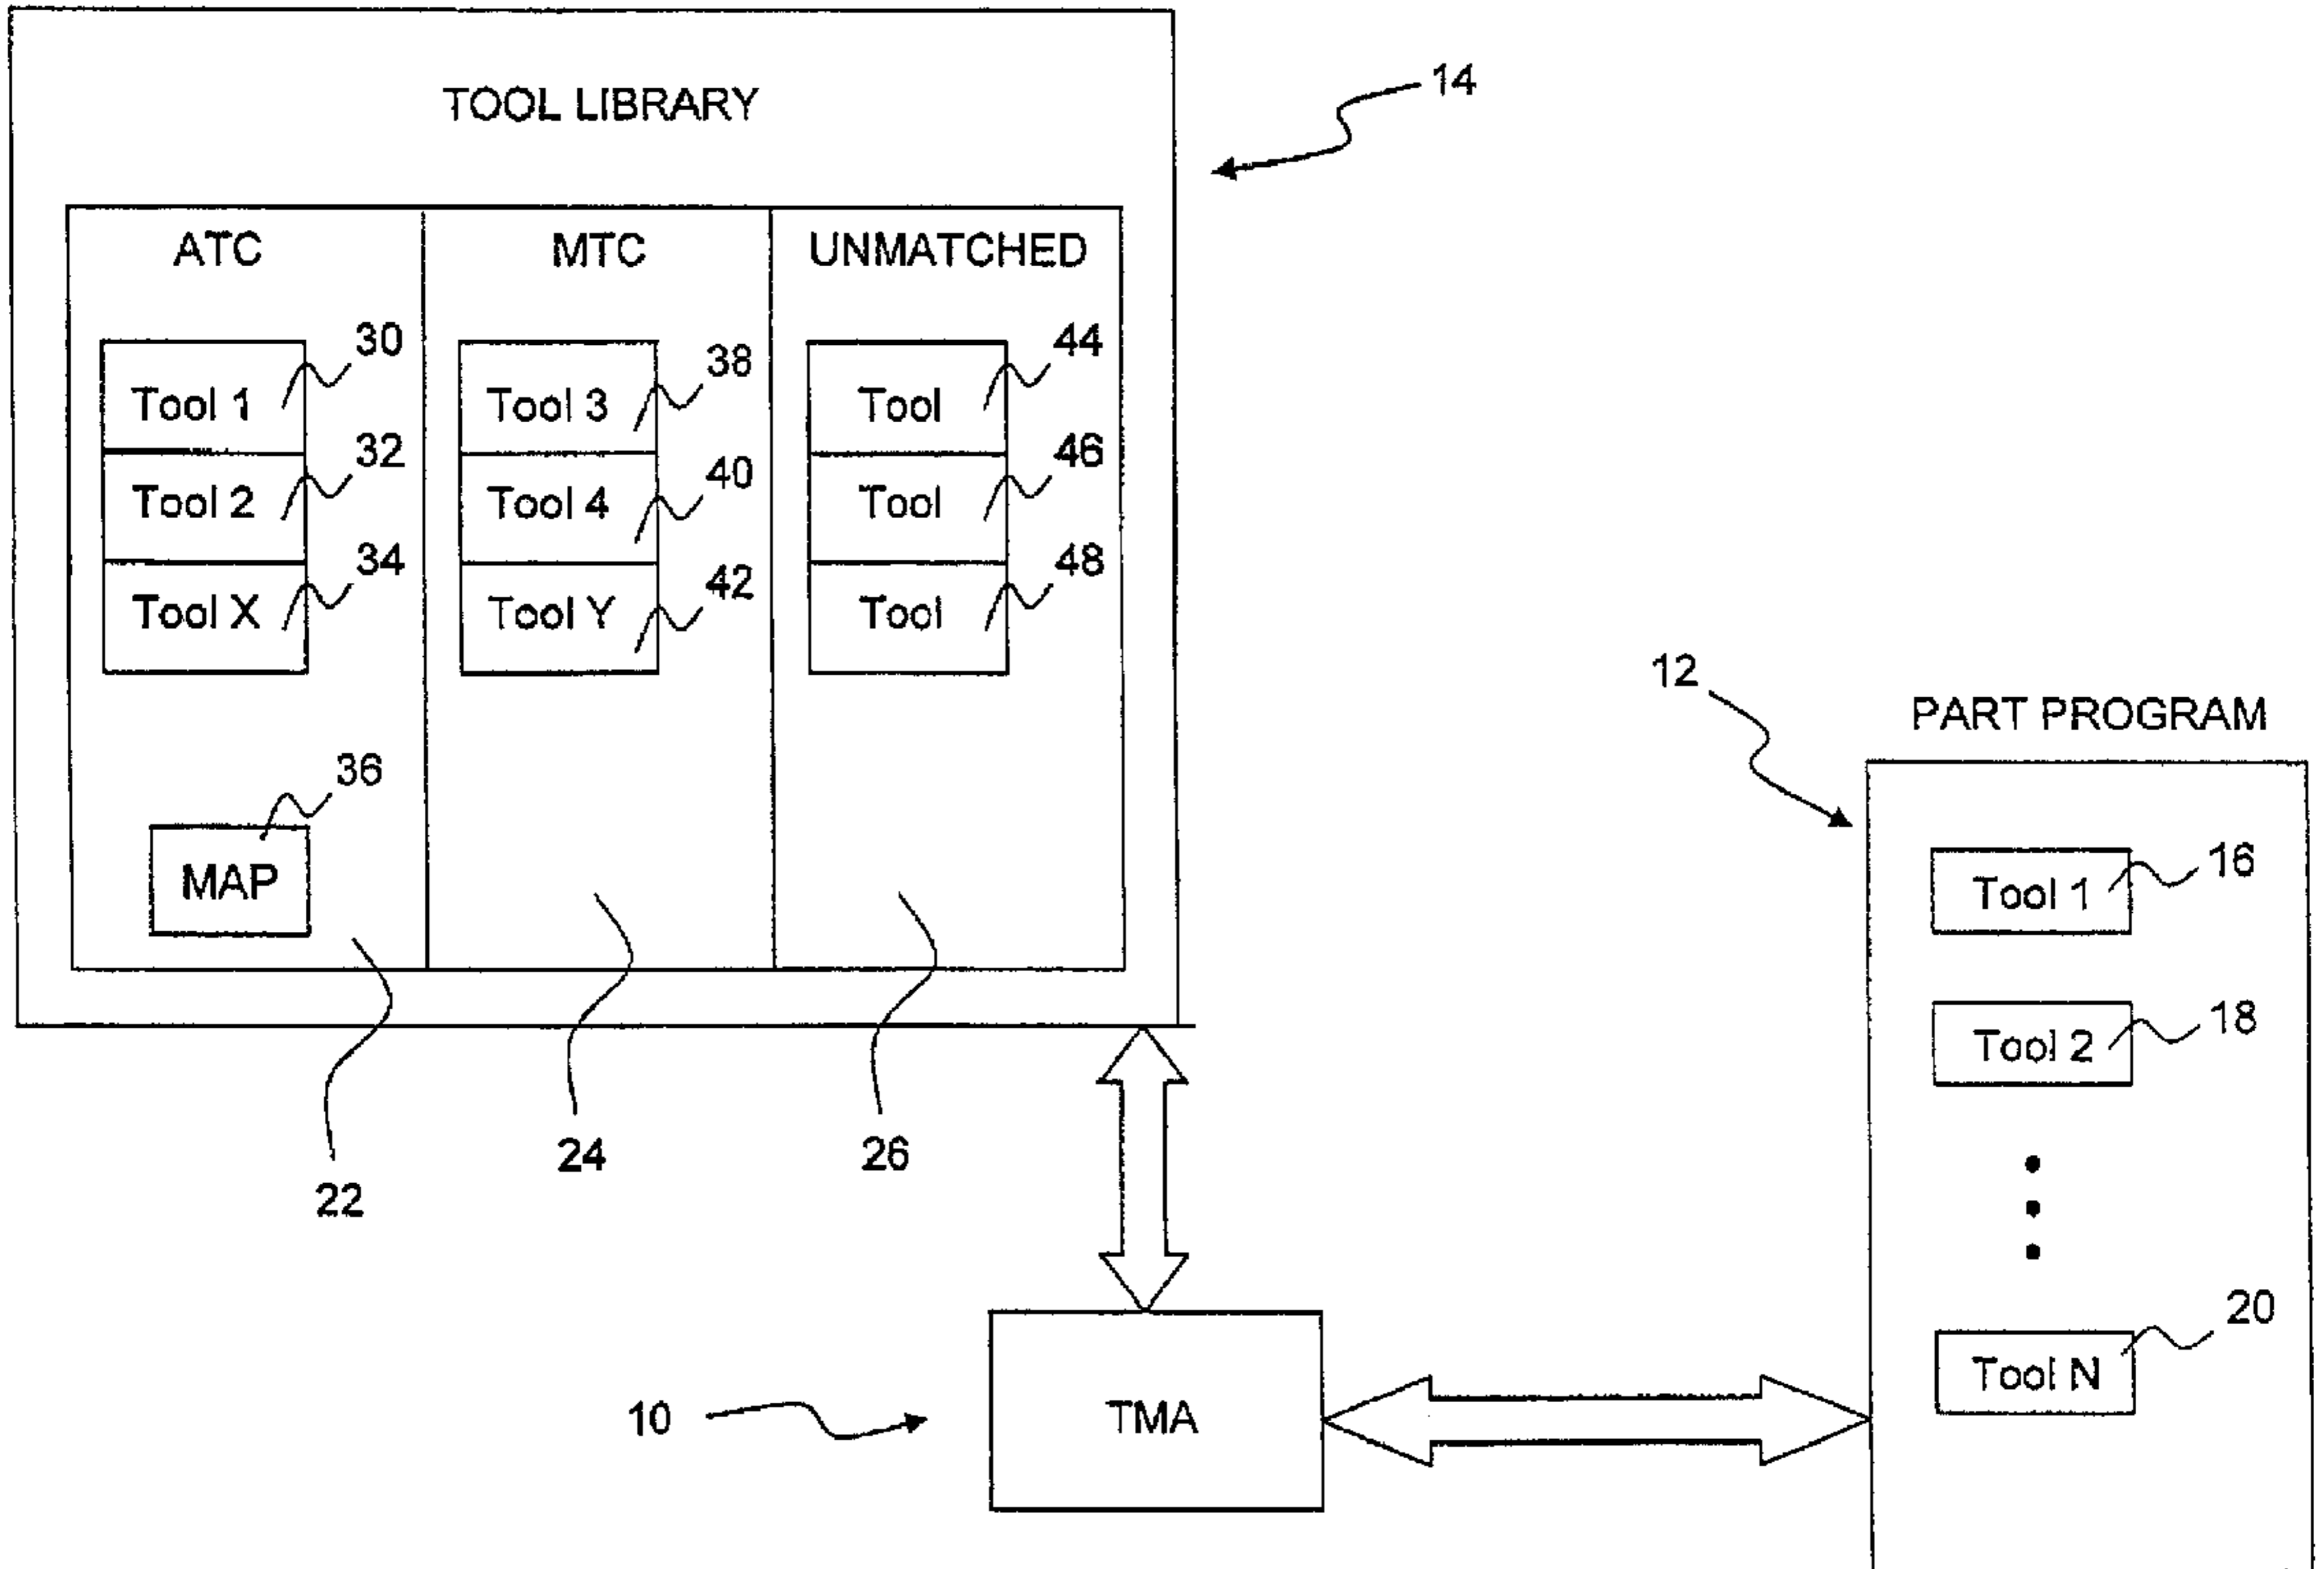 TOOL LIBRARY
14
ATC
MTC
UNMATCHED
30
Tool 1
32
Tool 2
34
Tool X
36
MAP
38
Tool 3
40
Tool 4
42
Tool Y
44
Tool
46
Tool
48
Tool
22
24
26
12
PART PROGRAM
16
Tool 1
18
Tool 2
20
Tool N
10
TMA